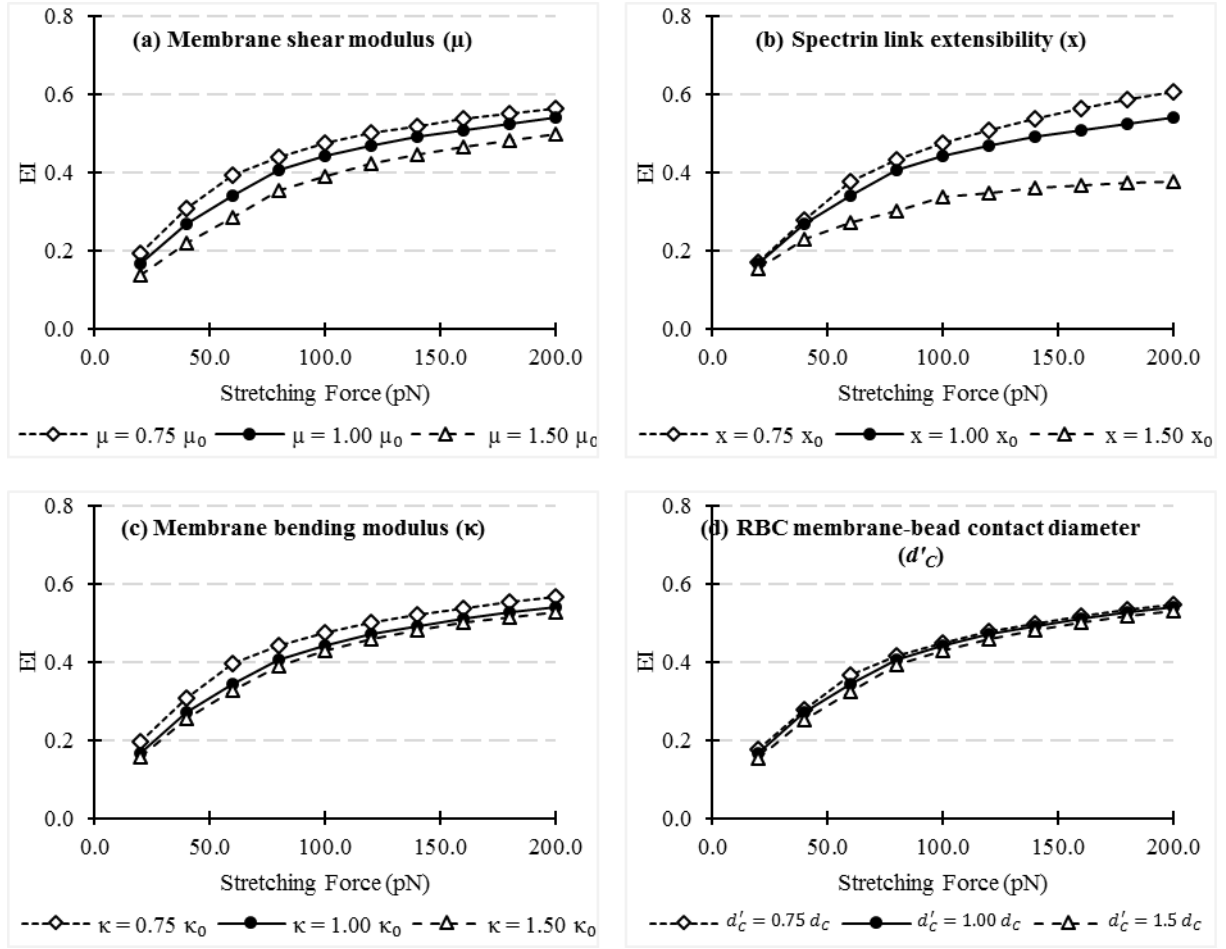 (a) Membrane shear modulus (μ)
0.8
0.6
0.4
0.2
0.0
EI
0.0 50.0 100.0 150.0 200.0
Stretching Force (pN)
μ = 0.75 μ₀ μ = 1.00 μ₀ μ = 1.50 μ₀
(b) Spectrin link extensibility (x)
0.8
0.6
0.4
0.2
0.0
EI
0.0 50.0 100.0 150.0 200.0
Stretching Force (pN)
x = 0.75 x₀ x = 1.00 x₀ x = 1.50 x₀
(c) Membrane bending modulus (κ)
0.8
0.6
0.4
0.2
0.0
EI
0.0 50.0 100.0 150.0 200.0
Stretching Force (pN)
κ = 0.75 κ₀ κ = 1.00 κ₀ κ = 1.50 κ₀
(d) RBC membrane-bead contact diameter
(d′C)
0.8
0.6
0.4
0.2
0.0
EI
0.0 50.0 100.0 150.0 200.0
Stretching Force (pN)
d′C = 0.75 dC d′C = 1.00 dC d′C = 1.5 dC